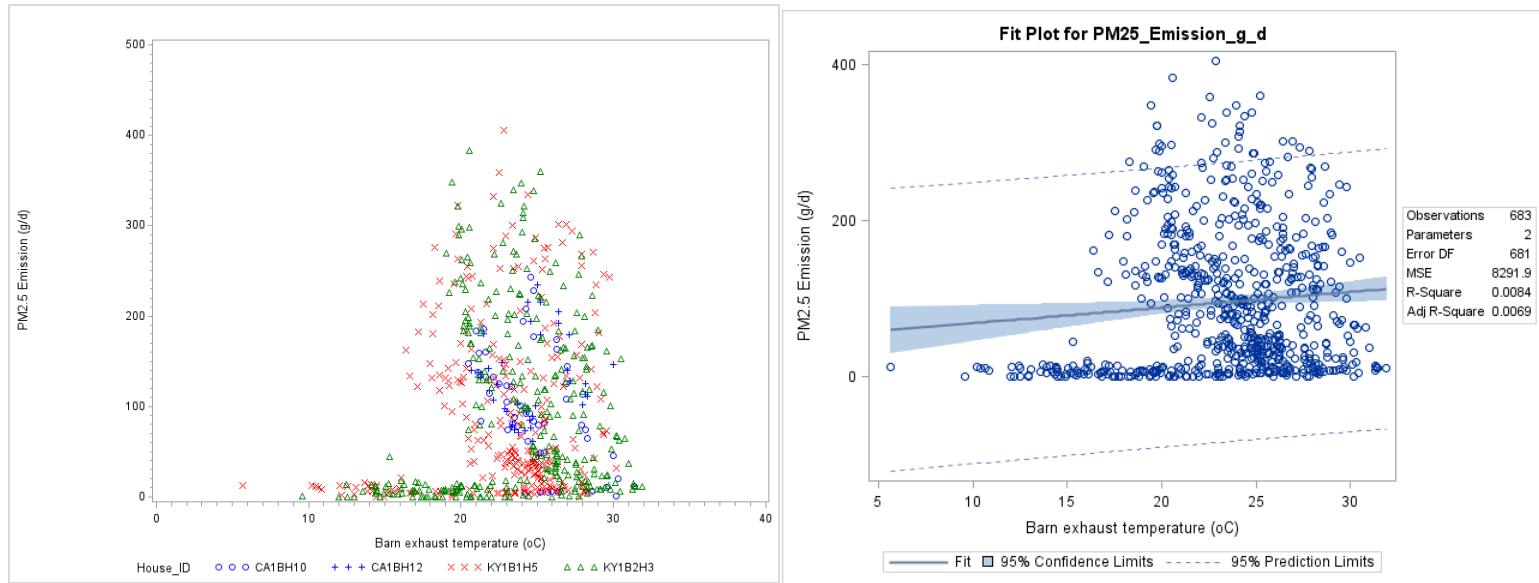 500
400
300
200
100
0
PM2.5 Emission (g/d)
0 10 20 30 40
Barn exhaust temperature (oC)
House_ID CA1BH10 CA1BH12 KY1B1H5 KY1B2H3
Fit Plot for PM25_Emission_g_d
400
200
0
PM2.5 Emission (g/d)
5 10 15 20 25 30
Barn exhaust temperature (oC)
Fit 95% Confidence Limits 95% Prediction Limits
Observations 683
Parameters 2
Error DF 681
MSE 8291.9
R-Square 0.0084
Adj R-Square 0.0069